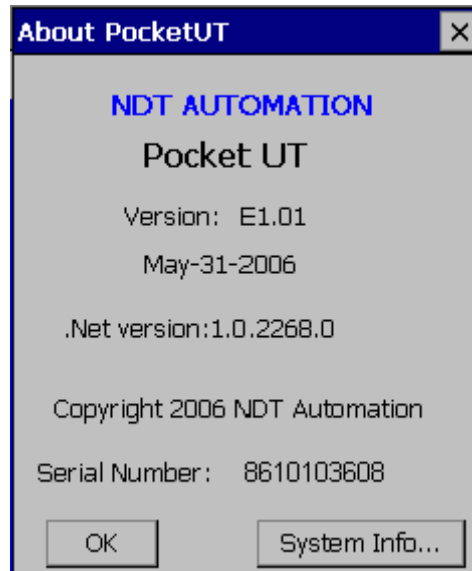 About PocketUT
NDT AUTOMATION
Pocket UT
Version: E1.01
May-31-2006
.Net version:1.0.2268.0
Copyright 2006 NDT Automation
Serial Number: 8610103608
OK System Info...